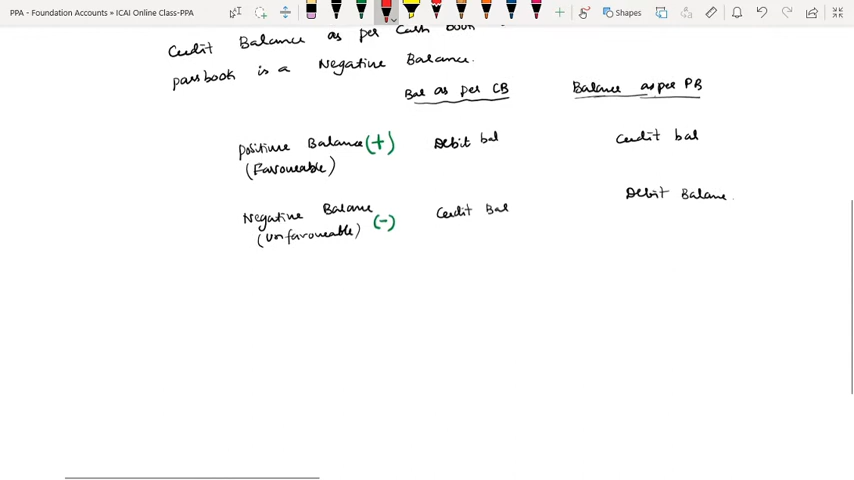 PPA - Foundation Accounts » ICAI Online Class-PPA
Shapes
Credit Balance as per Cash book
passbook is a Negative Balance.
Bal as per CB Balance as per PB
Positive Balance (+) Debit bal Credit bal
(Favourable)
Negative Balance (-) Credit Bal Debit Balance.
(Unfavourable)